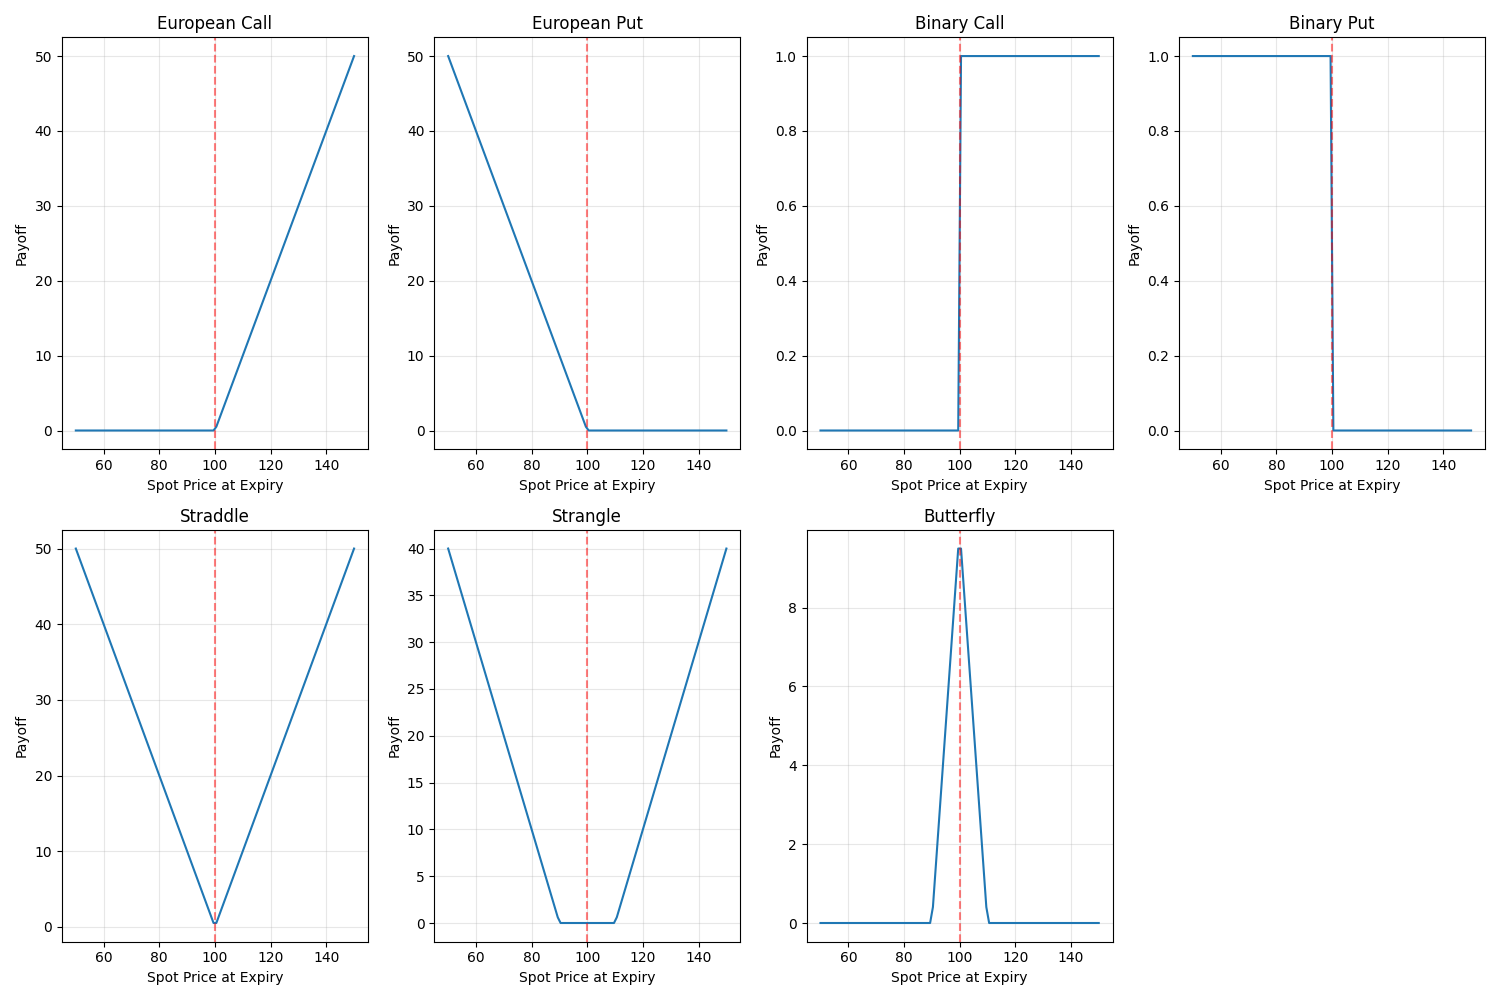 European Call
50
40
30
20
10
0
60 80 100 120 140
Payoff
Spot Price at Expiry
European Put
50
40
30
20
10
0
60 80 100 120 140
Payoff
Spot Price at Expiry
Binary Call
1.0
0.8
0.6
0.4
0.2
0.0
60 80 100 120 140
Payoff
Spot Price at Expiry
Binary Put
1.0
0.8
0.6
0.4
0.2
0.0
60 80 100 120 140
Payoff
Spot Price at Expiry
Straddle
50
40
30
20
10
0
60 80 100 120 140
Payoff
Spot Price at Expiry
Strangle
40
35
30
25
20
15
10
5
0
60 80 100 120 140
Payoff
Spot Price at Expiry
Butterfly
8
6
4
2
0
60 80 100 120 140
Payoff
Spot Price at Expiry